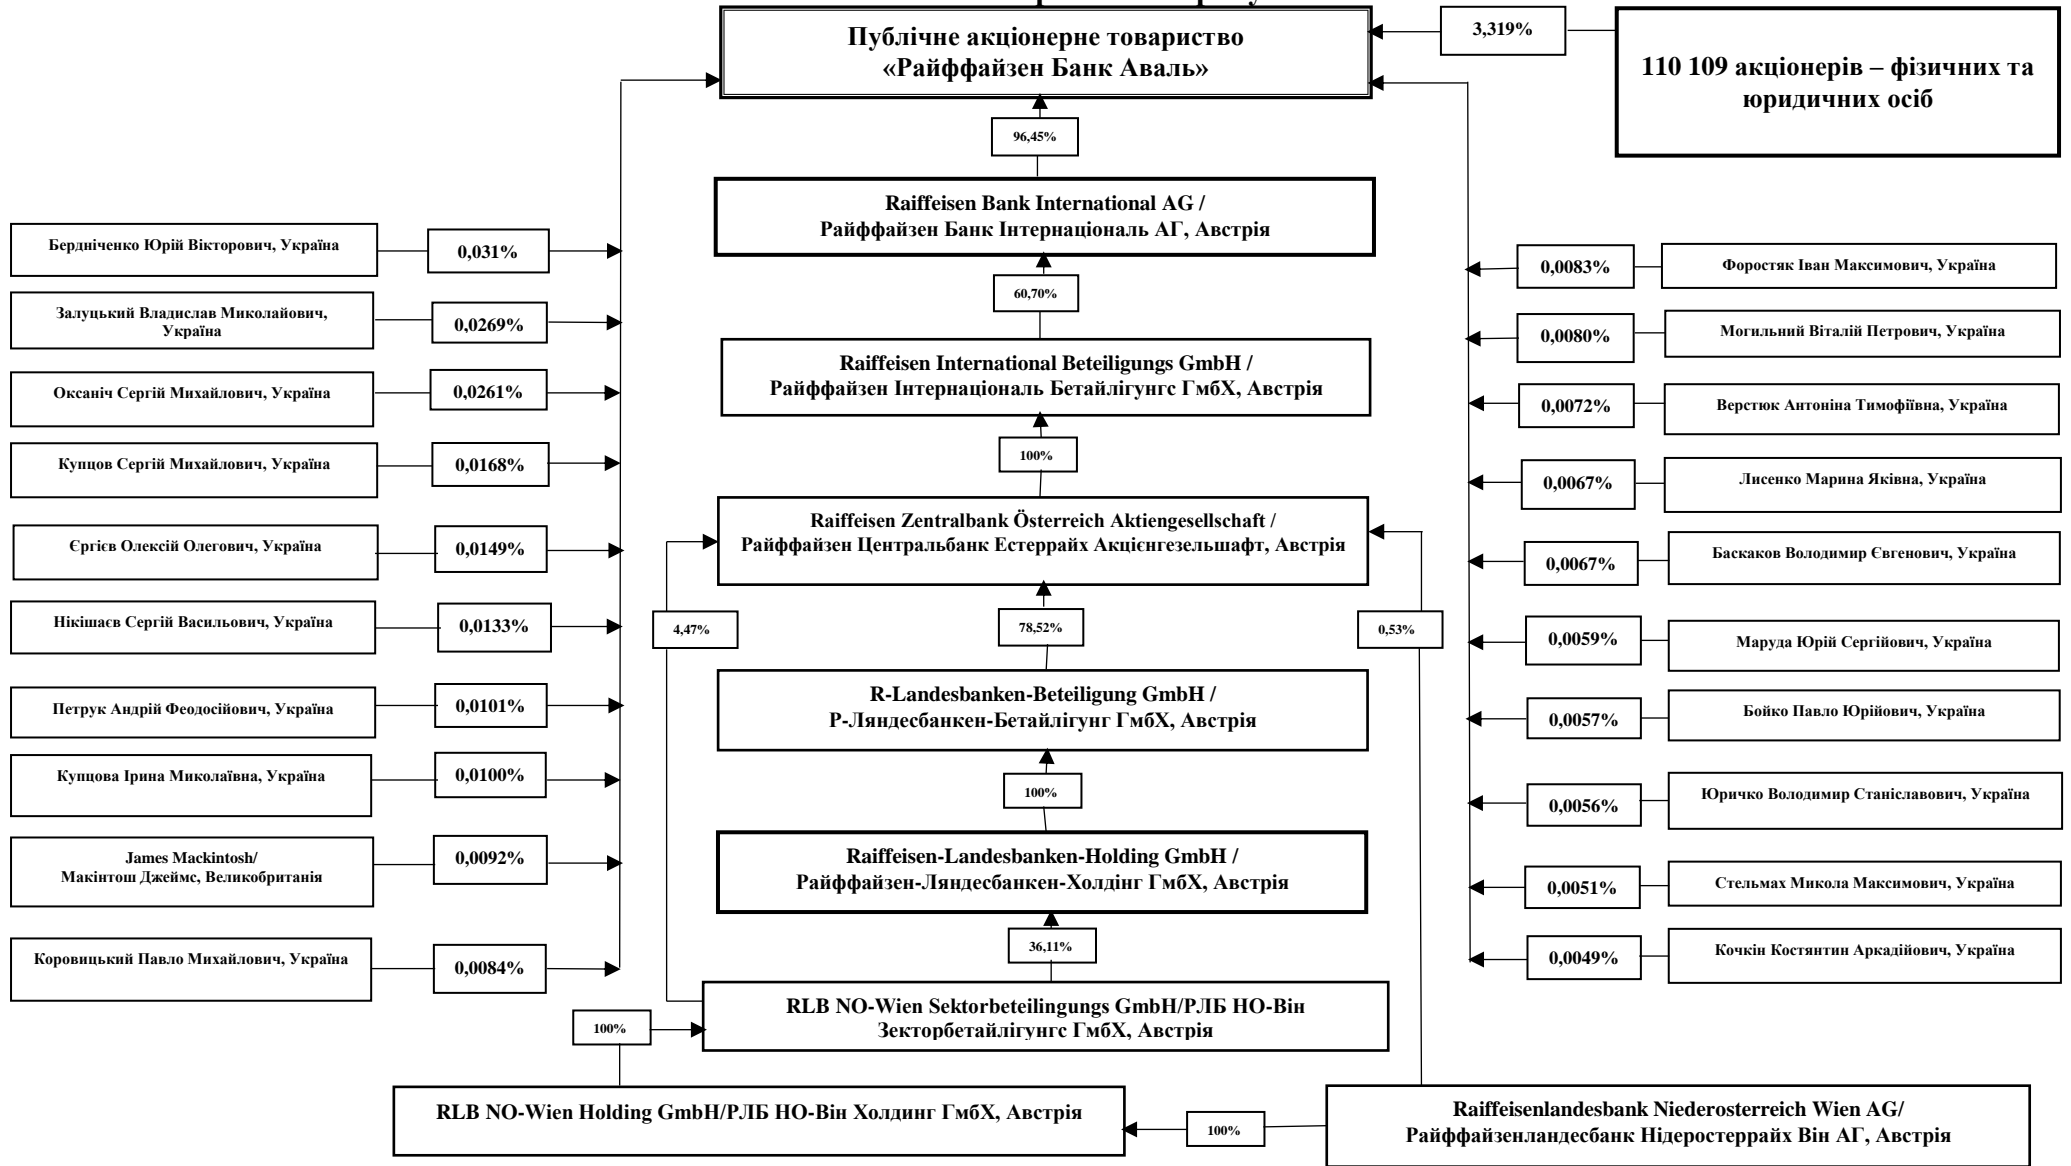 Публічне акціонерне товариство
«Райффайзен Банк Аваль»
3,319%
110 109 акціонерів – фізичних та
юридичних осіб
96,45%
Raiffeisen Bank International AG /
Райффайзен Банк Інтернаціональ АГ, Австрія
60,70%
Raiffeisen International Beteiligungs GmbH /
Райффайзен Інтернаціональ Бетайлігунгс ГмбХ, Австрія
100%
Raiffeisen Zentralbank Österreich Aktiengesellschaft /
Райффайзен Центральбанк Естеррайх Акцієнгезельшафт, Австрія
4,47%
78,52%
0,53%
R-Landesbanken-Beteiligung GmbH /
Р-Ляндесбанкен-Бетайлігунг ГмбХ, Австрія
100%
Raiffeisen-Landesbanken-Holding GmbH /
Райффайзен-Ляндесбанкен-Холдінг ГмбХ, Австрія
36,11%
RLB NO-Wien Sektorbeteilingungs GmbH/РЛБ НО-Він
Зекторбетайлігунгс ГмбХ, Австрія
100%
RLB NO-Wien Holding GmbH/РЛБ НО-Він Холдинг ГмбХ, Австрія
100%
Raiffeisenlandesbank Niederosterreich Wien AG/
Райффайзенландесбанк Нідеростеррайх Він АГ, Австрія
Бердніченко Юрій Вікторович, Україна
0,031%
Залуцький Владислав Миколайович,
Україна
0,0269%
Оксаніч Сергій Михайлович, Україна
0,0261%
Купцов Сергій Михайлович, Україна
0,0168%
Єргієв Олексій Олегович, Україна
0,0149%
Нікішаєв Сергій Васильович, Україна
0,0133%
Петрук Андрій Феодосійович, Україна
0,0101%
Купцова Ірина Миколаївна, Україна
0,0100%
James Mackintosh/
Макінтош Джеймс, Великобританія
0,0092%
Коровицький Павло Михайлович, Україна
0,0084%
0,0083%
Форостяк Іван Максимович, Україна
0,0080%
Могильний Віталій Петрович, Україна
0,0072%
Верстюк Антоніна Тимофіївна, Україна
0,0067%
Лисенко Марина Яківна, Україна
0,0067%
Баскаков Володимир Євгенович, Україна
0,0059%
Маруда Юрій Сергійович, Україна
0,0057%
Бойко Павло Юрійович, Україна
0,0056%
Юричко Володимир Станіславович, Україна
0,0051%
Стельмах Микола Максимович, Україна
0,0049%
Кочкін Костянтин Аркадійович, Україна